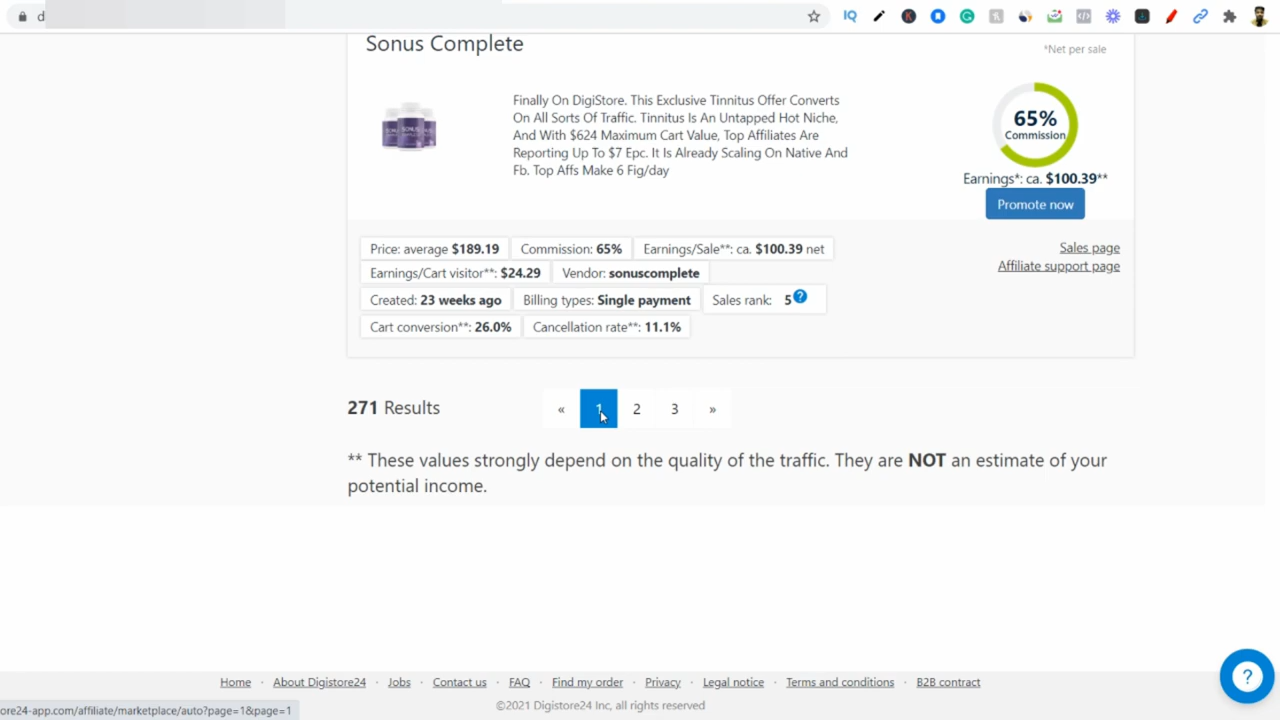 d
Sonus Complete
*Net per sale
Finally On DigiStore. This Exclusive Tinnitus Offer Converts
On All Sorts Of Traffic. Tinnitus Is An Untapped Hot Niche,
And With $624 Maximum Cart Value, Top Affiliates Are
Reporting Up To $7 Epc. It Is Already Scaling On Native And
Fb. Top Affs Make 6 Fig/day
65%
Commission
Earnings*: ca. $100.39**
Promote now
Price: average $189.19 Commission: 65% Earnings/Sale**: ca. $100.39 net
Earnings/Cart visitor**: $24.29 Vendor: sonuscomplete
Created: 23 weeks ago Billing types: Single payment Sales rank: 5 ?
Cart conversion**: 26.0% Cancellation rate**: 11.1%
Sales page
Affiliate support page
271 Results « 1 2 3 »
** These values strongly depend on the quality of the traffic. They are NOT an estimate of your
potential income.
?
Home · About Digistore24 · Jobs · Contact us · FAQ · Find my order · Privacy · Legal notice · Terms and conditions · B2B contract
©2021 Digistore24 Inc, all rights reserved
ore24-app.com/affiliate/marketplace/auto?page=1&page=1